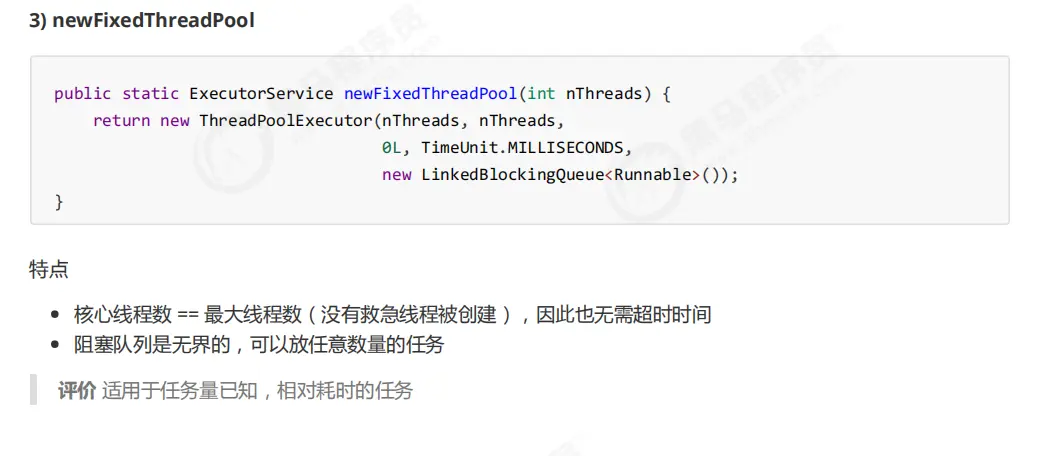 3) newFixedThreadPool
public static ExecutorService newFixedThreadPool(int nThreads) {
    return new ThreadPoolExecutor(nThreads, nThreads,
                                  0L, TimeUnit.MILLISECONDS,
                                  new LinkedBlockingQueue<Runnable>());
}
特点
• 核心线程数 == 最大线程数（没有救急线程被创建），因此也无需超时时间
• 阻塞队列是无界的，可以放任意数量的任务
评价 适用于任务量已知，相对耗时的任务